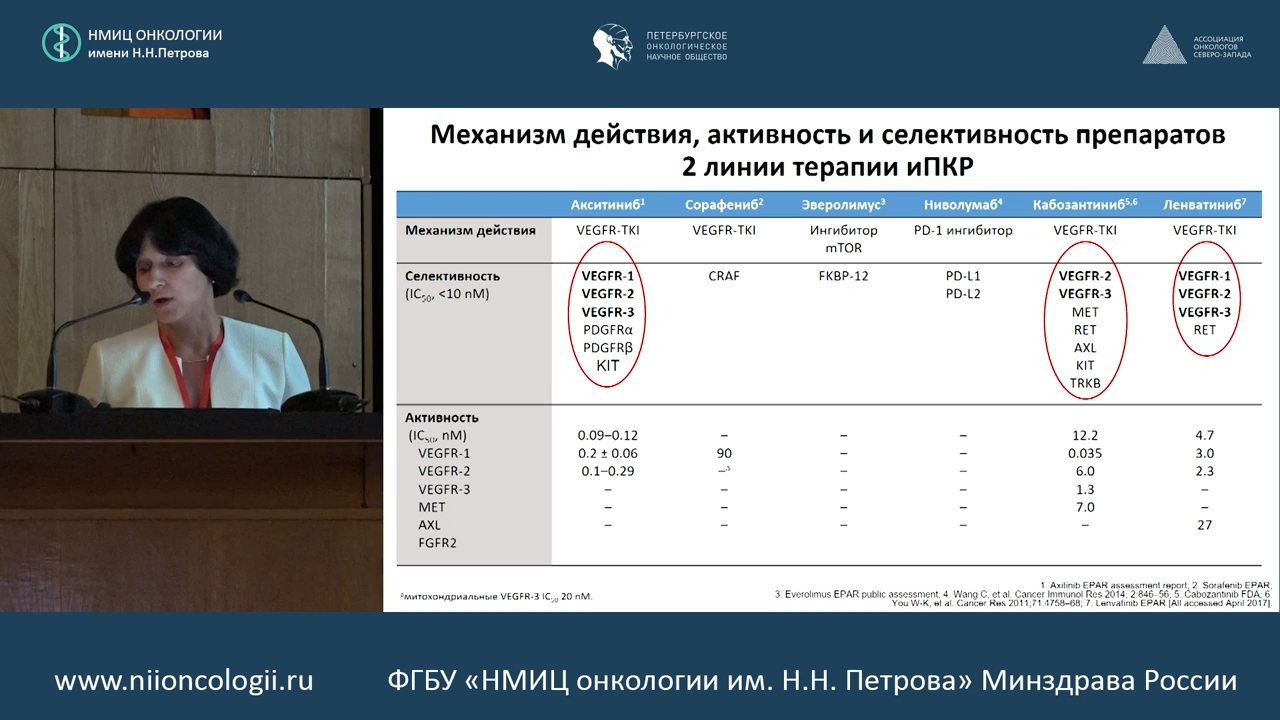 НМИЦ ОНКОЛОГИИ
имени Н.Н.Петрова
ПЕТЕРБУРГСКОЕ
ОНКОЛОГИЧЕСКОЕ
НАУЧНОЕ ОБЩЕСТВО
АССОЦИАЦИЯ
ОНКОЛОГОВ
СЕВЕРО-ЗАПАДА
Механизм действия, активность и селективность препаратов
2 линии терапии иПКР
Акситиниб1 Сорафениб2 Эверолимус3 Ниволумаб4 Кабозантиниб5,6 Ленватиниб7
Механизм действия VEGFR-TKI VEGFR-TKI Ингибитор PD-1 ингибитор VEGFR-TKI VEGFR-TKI
mTOR
Селективность VEGFR-1 CRAF FKBP-12 PD-L1 VEGFR-2 VEGFR-1
(IC50, <10 nM) VEGFR-2 PD-L2 VEGFR-3 VEGFR-2
VEGFR-3 MET VEGFR-3
PDGFRα RET RET
PDGFRβ AXL
KIT KIT
TRKB
Активность
(IC50, nM) 0.09–0.12 – – – 12.2 4.7
VEGFR-1 0.2 ± 0.06 90 – – 0.035 3.0
VEGFR-2 0.1–0.29 –a – – 6.0 2.3
VEGFR-3 – – – – 1.3 –
MET – – – – 7.0 –
AXL – – – – – 27
FGFR2
1. Axitinib EPAR assessment report; 2. Sorafenib EPAR;
3. Everolimus EPAR public assessment; 4. Wang C, et al. Cancer Immunol Res 2014; 2:846–56; 5. Cabozantinib FDA; 6.
You W-K, et al. Cancer Res 2011;71:4758–68; 7. Lenvatinib EPAR [All accessed April 2017].
aмитохондриальные VEGFR-3 IC50 20 nM.
www.niioncologii.ru ФГБУ «НМИЦ онкологии им. Н.Н. Петрова» Минздрава России